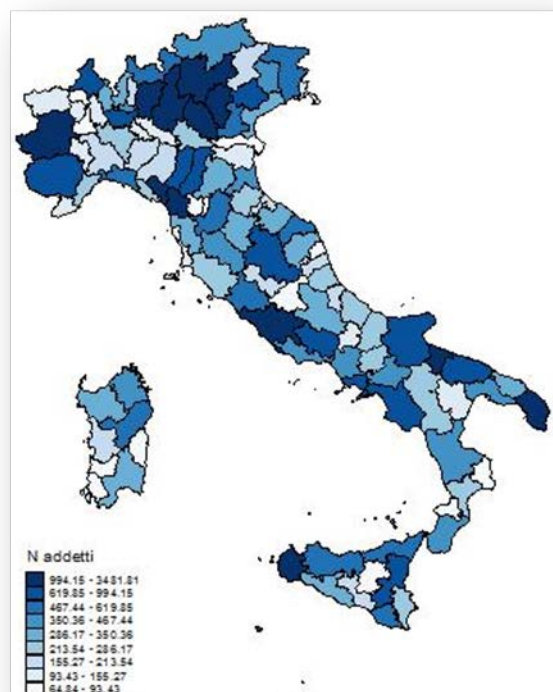 N addetti
994.15 - 3481.81
619.85 - 994.15
467.44 - 619.85
350.36 - 467.44
286.17 - 350.36
213.54 - 286.17
155.27 - 213.54
93.43 - 155.27
64.84 - 93.43